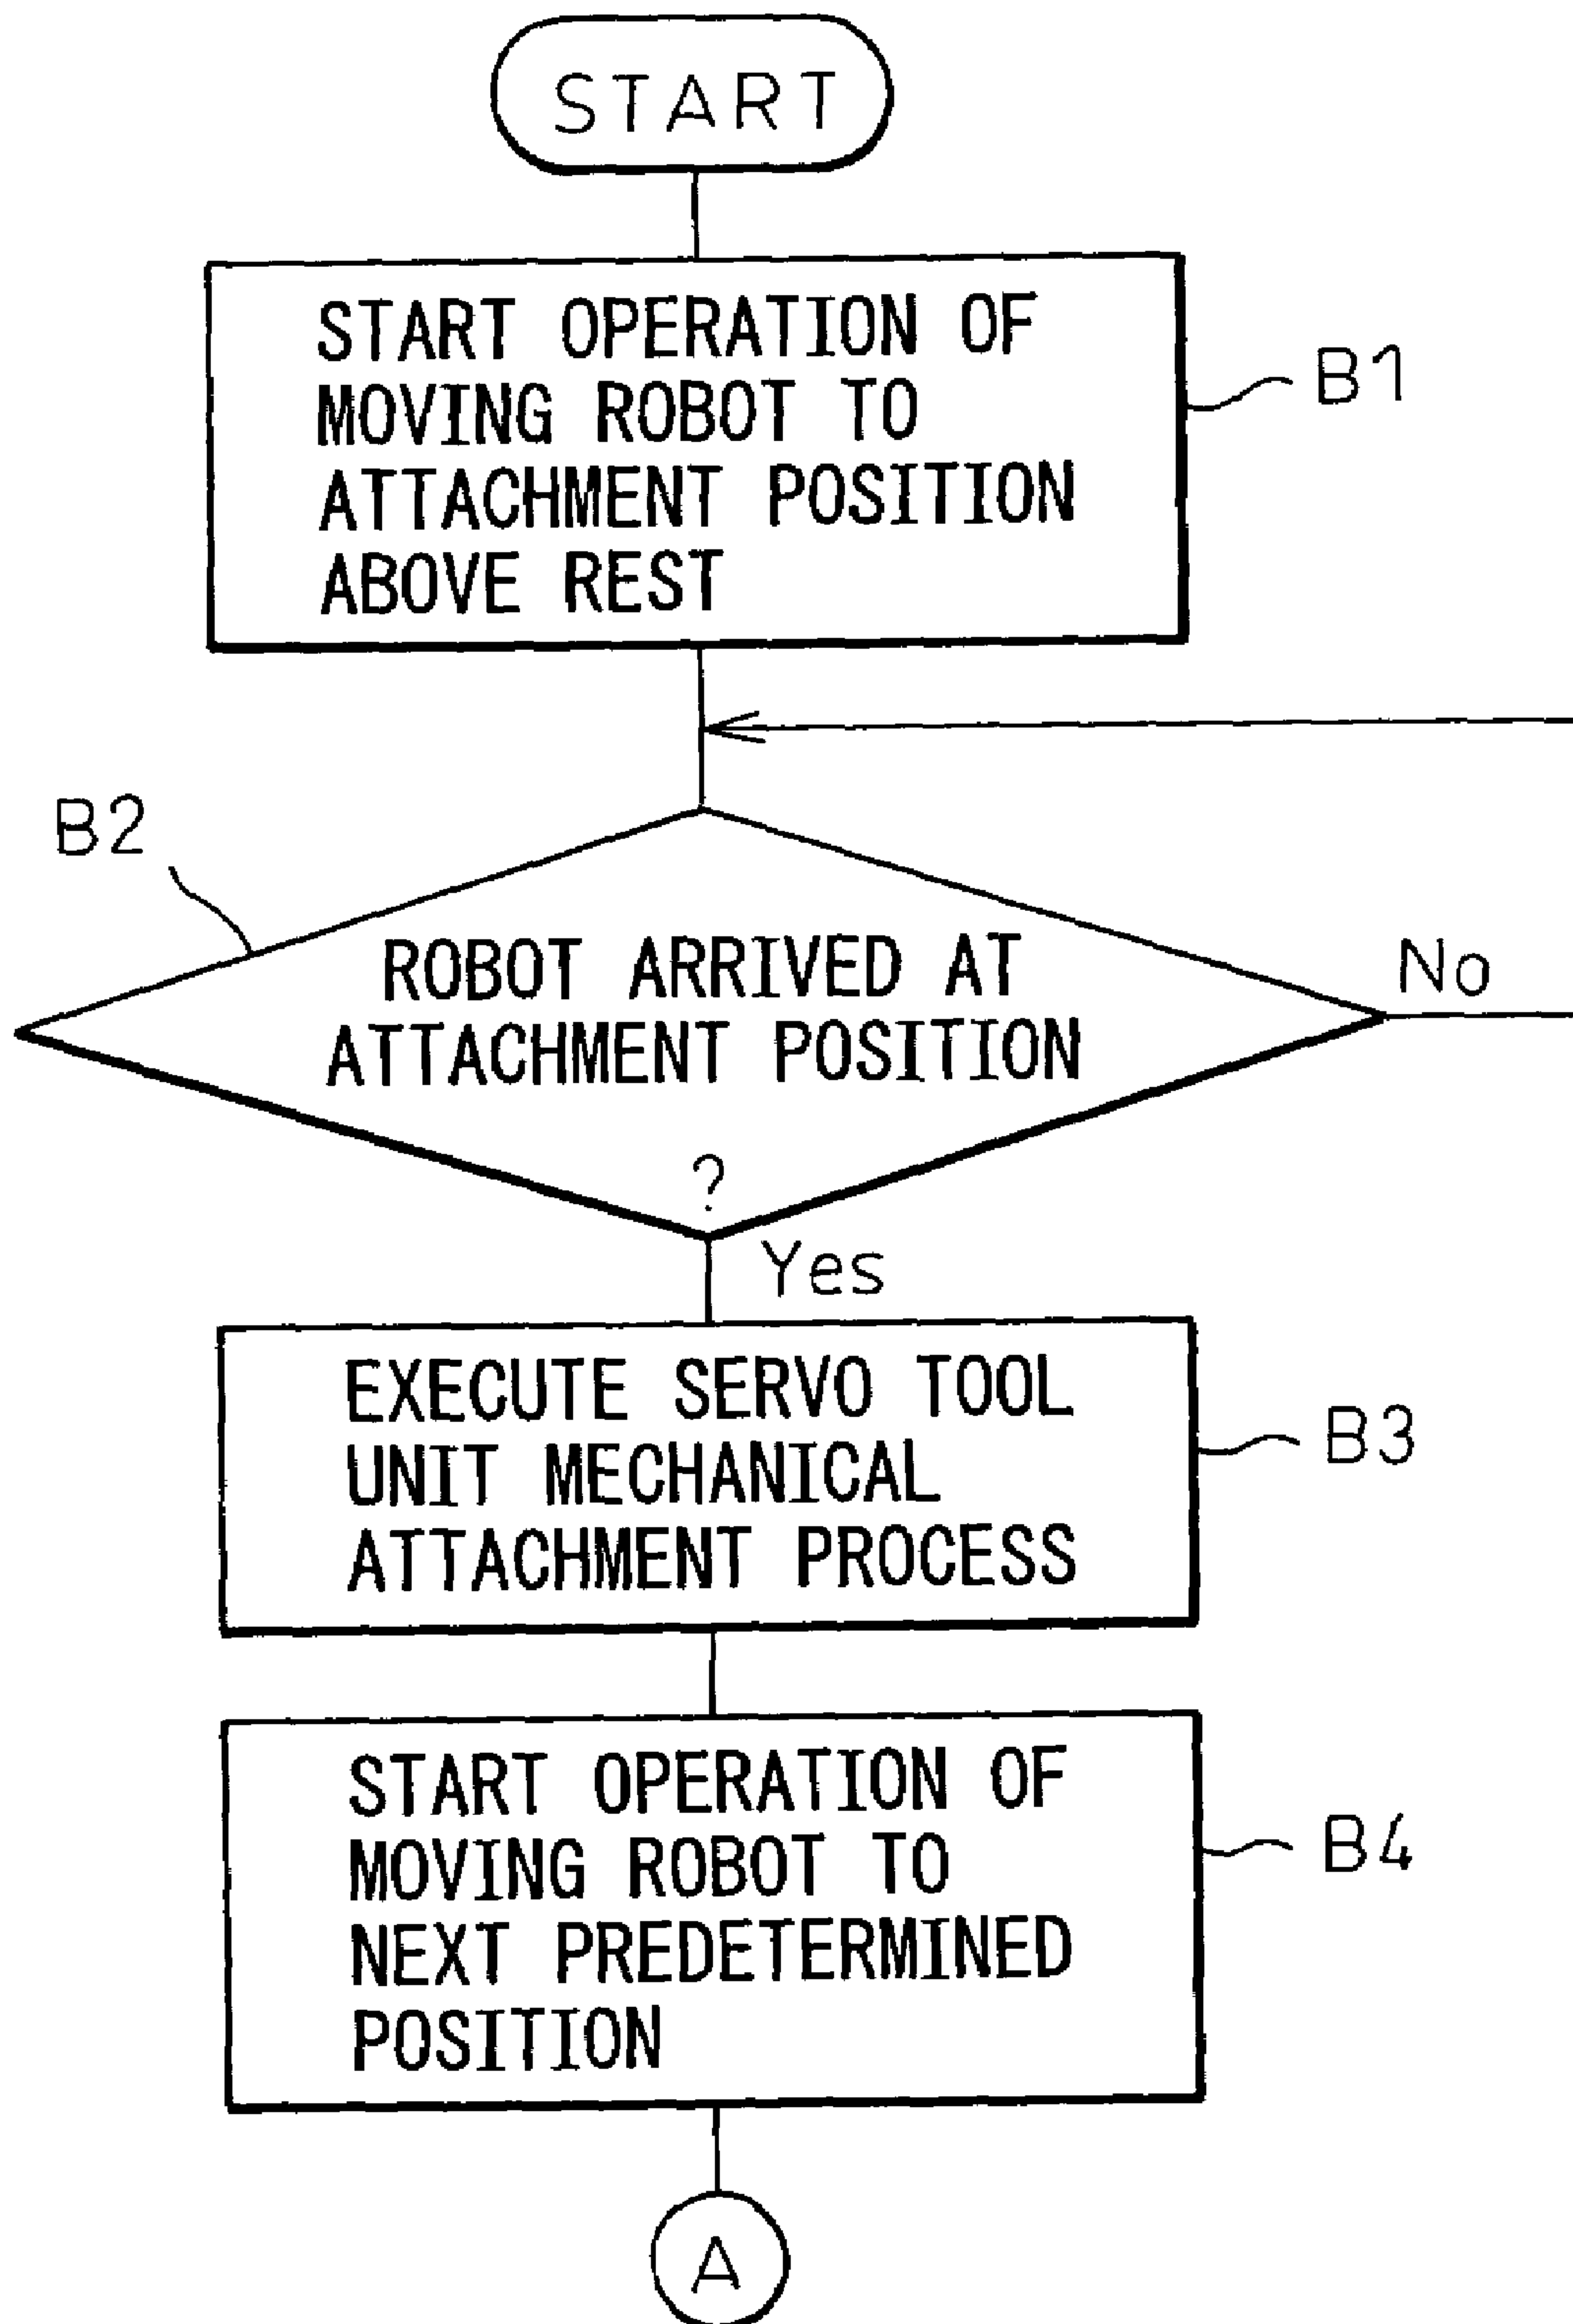 START
START OPERATION OF
MOVING ROBOT TO
ATTACHMENT POSITION
ABOVE REST
B1
B2
ROBOT ARRIVED AT
ATTACHMENT POSITION
?
No
Yes
EXECUTE SERVO TOOL
UNIT MECHANICAL
ATTACHMENT PROCESS
B3
START OPERATION OF
MOVING ROBOT TO
NEXT PREDETERMINED
POSITION
B4
A